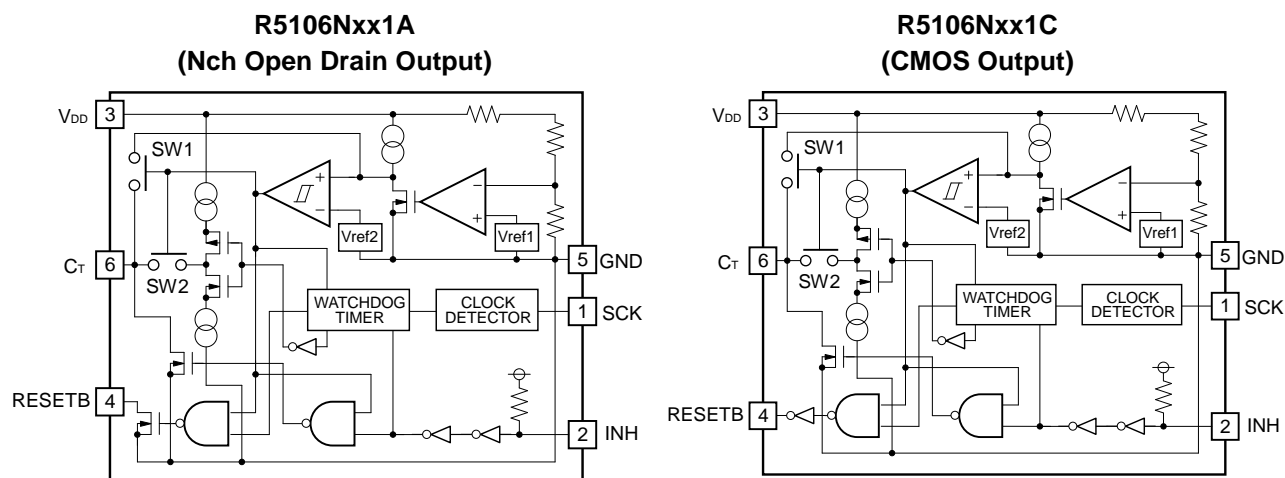 R5106Nxx1A
(Nch Open Drain Output)
VDD 3
SW1
Vref2
Vref1
CT 6
SW2
5 GND
WATCHDOG
TIMER
CLOCK
DETECTOR
1 SCK
RESETB 4
2 INH
R5106Nxx1C
(CMOS Output)
VDD 3
SW1
Vref2
Vref1
CT 6
SW2
5 GND
WATCHDOG
TIMER
CLOCK
DETECTOR
1 SCK
RESETB 4
2 INH